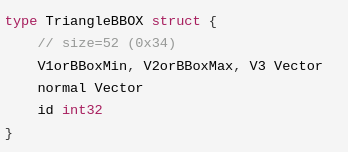 type TriangleBBOX struct {
    // size=52 (0x34)
    V1orBBoxMin, V2orBBoxMax, V3 Vector
    normal Vector
    id int32
}